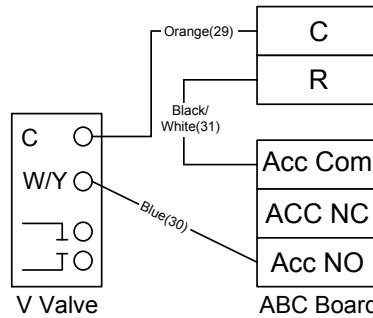 Orange(29)
C
R
Black/
White(31)
C
Acc Com
W/Y
ACC NC
Blue(30)
Acc NO
V Valve
ABC Board